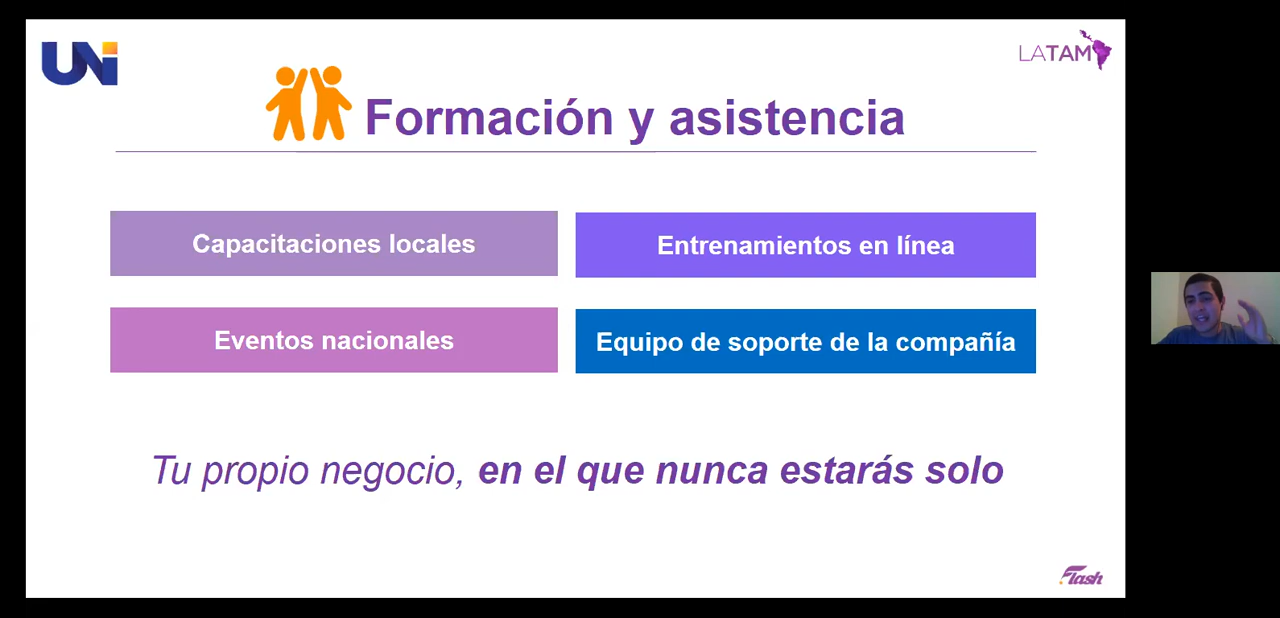 UNi
LATAM
Formación y asistencia
Capacitaciones locales
Entrenamientos en línea
Eventos nacionales
Equipo de soporte de la compañía
Tu propio negocio, en el que nunca estarás solo
Flash